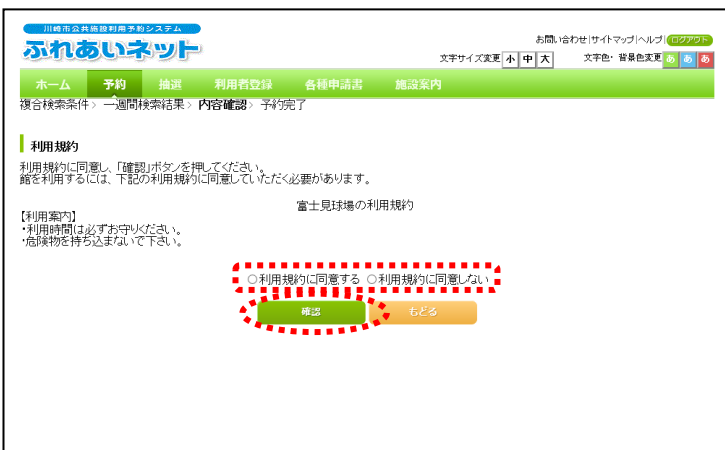 川崎市公共施設利用予約システム
ふれあいネット
お問い合わせ|サイトマップ|ヘルプ|ログアウト
文字サイズ変更 小 中 大 文字色・背景色変更 あ あ あ
ホーム 予約 抽選 利用者登録 各種申請書 施設案内
複合検索条件> 一週間検索結果> 内容確認> 予約完了
利用規約
利用規約に同意し、「確認」ボタンを押してください。
館を利用するには、下記の利用規約に同意していただく必要があります。
富士見球場の利用規約
【利用案内】
・利用時間は必ずお守りください。
・危険物を持ち込まないで下さい。
○利用規約に同意する ○利用規約に同意しない
確認 もどる